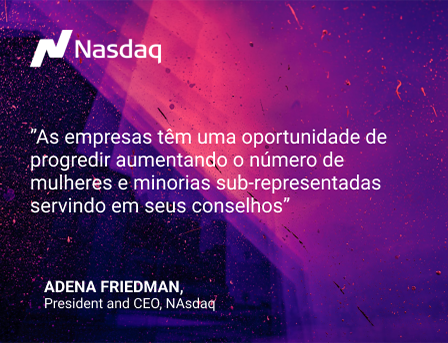 Nasdaq
”As empresas têm uma oportunidade de
progredir aumentando o número de
mulheres e minorias sub-representadas
servindo em seus conselhos”
ADENA FRIEDMAN,
President and CEO, NAsdaq